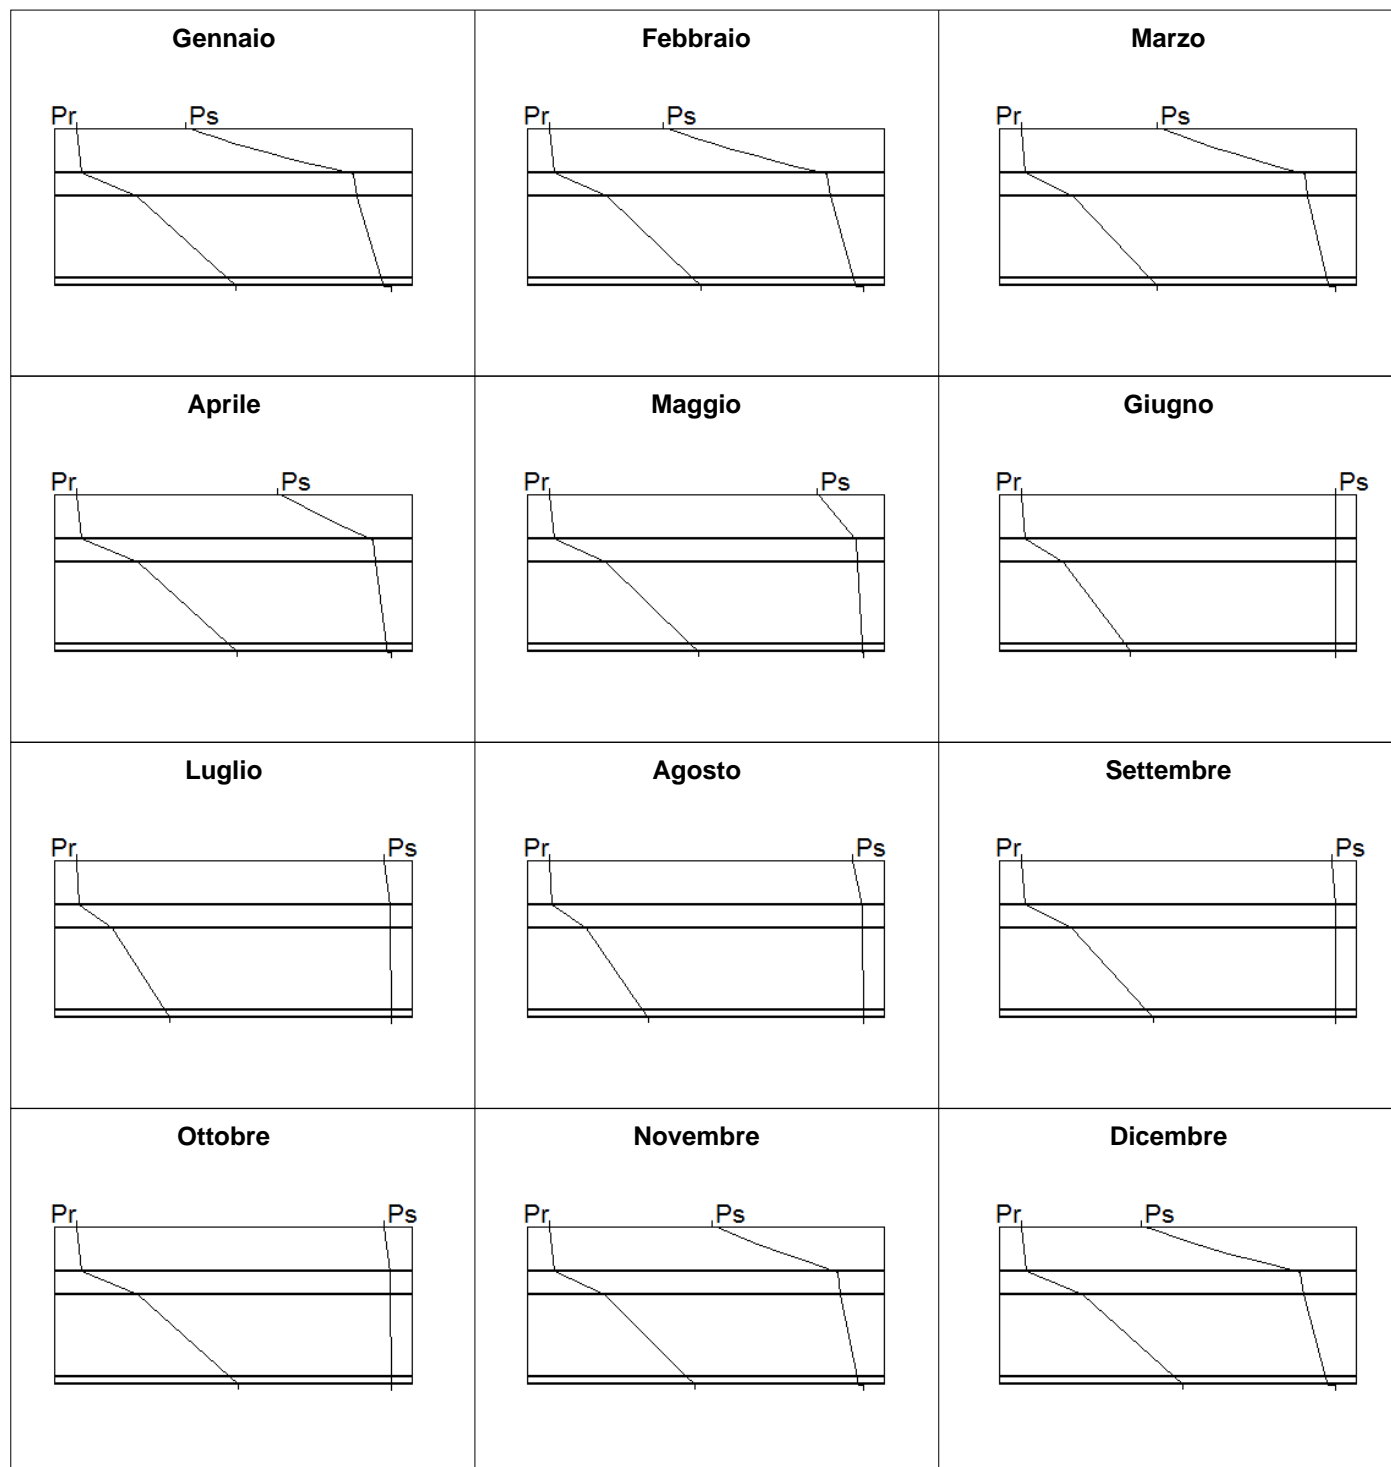 Gennaio
Febbraio
Marzo
Pr Ps
Pr Ps
Pr Ps
Aprile
Maggio
Giugno
Pr Ps
Pr Ps
Pr Ps
Luglio
Agosto
Settembre
Pr Ps
Pr Ps
Pr Ps
Ottobre
Novembre
Dicembre
Pr Ps
Pr Ps
Pr Ps